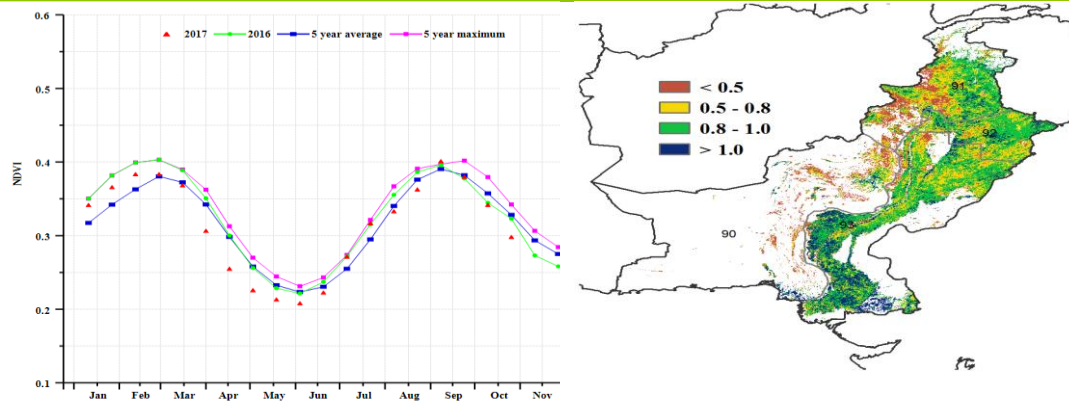 0.6
2017 2016 5 year average 5 year maximum
0.5
0.4
NDVI
0.3
0.2
0.1
Jan Feb Mar Apr May Jun Jul Aug Sep Oct Nov
< 0.5
0.5 - 0.8
0.8 - 1.0
> 1.0
91
92
90